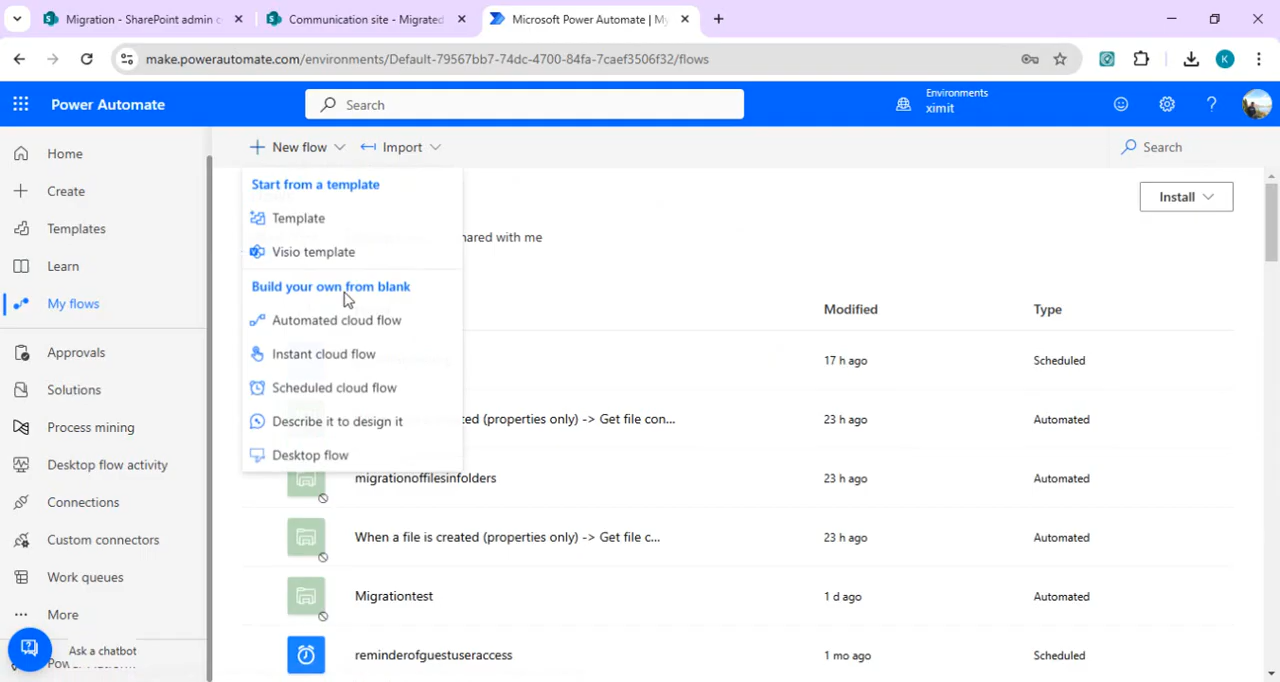 Migration - SharePoint admin c
Communication site - Migrated
Microsoft Power Automate | My
make.powerautomate.com/environments/Default-79567bb7-74dc-4700-84fa-7caef3506f32/flows
K
Power Automate
Search
Environments
ximit
Home
Create
Templates
Learn
My flows
Approvals
Solutions
Process mining
Desktop flow activity
Connections
Custom connectors
Work queues
More
Ask a chatbot
New flow
Import
Search
Start from a template
Template
Visio template
Build your own from blank
Automated cloud flow
Instant cloud flow
Scheduled cloud flow
Describe it to design it
Desktop flow
Install
hared with me
Modified
Type
17 h ago
Scheduled
ated (properties only) -> Get file con...
23 h ago
Automated
migrationoffilesinfolders
23 h ago
Automated
When a file is created (properties only) -> Get file c...
23 h ago
Automated
Migrationtest
1 d ago
Automated
reminderofguestuseraccess
1 mo ago
Scheduled